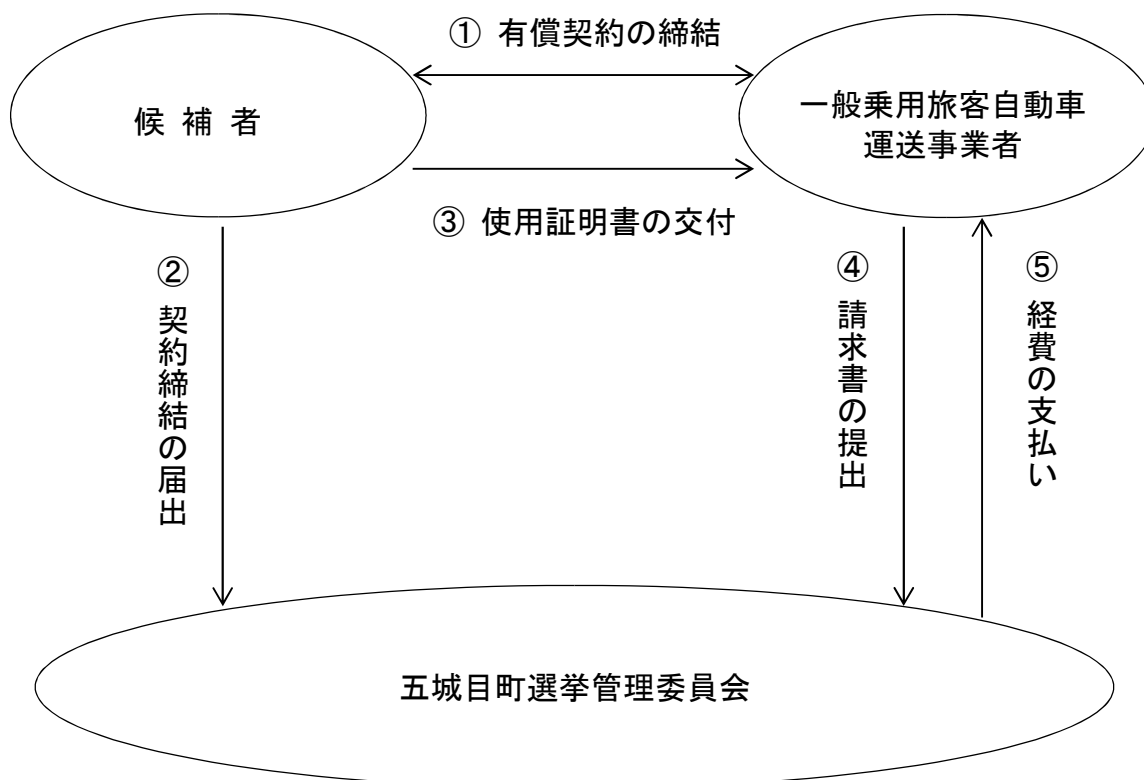 ① 有償契約の締結
候 補 者
一般乗用旅客自動車
運送事業者
③ 使用証明書の交付
② 契約締結の届出
④ 請求書の提出
⑤ 経費の支払い
五城目町選挙管理委員会